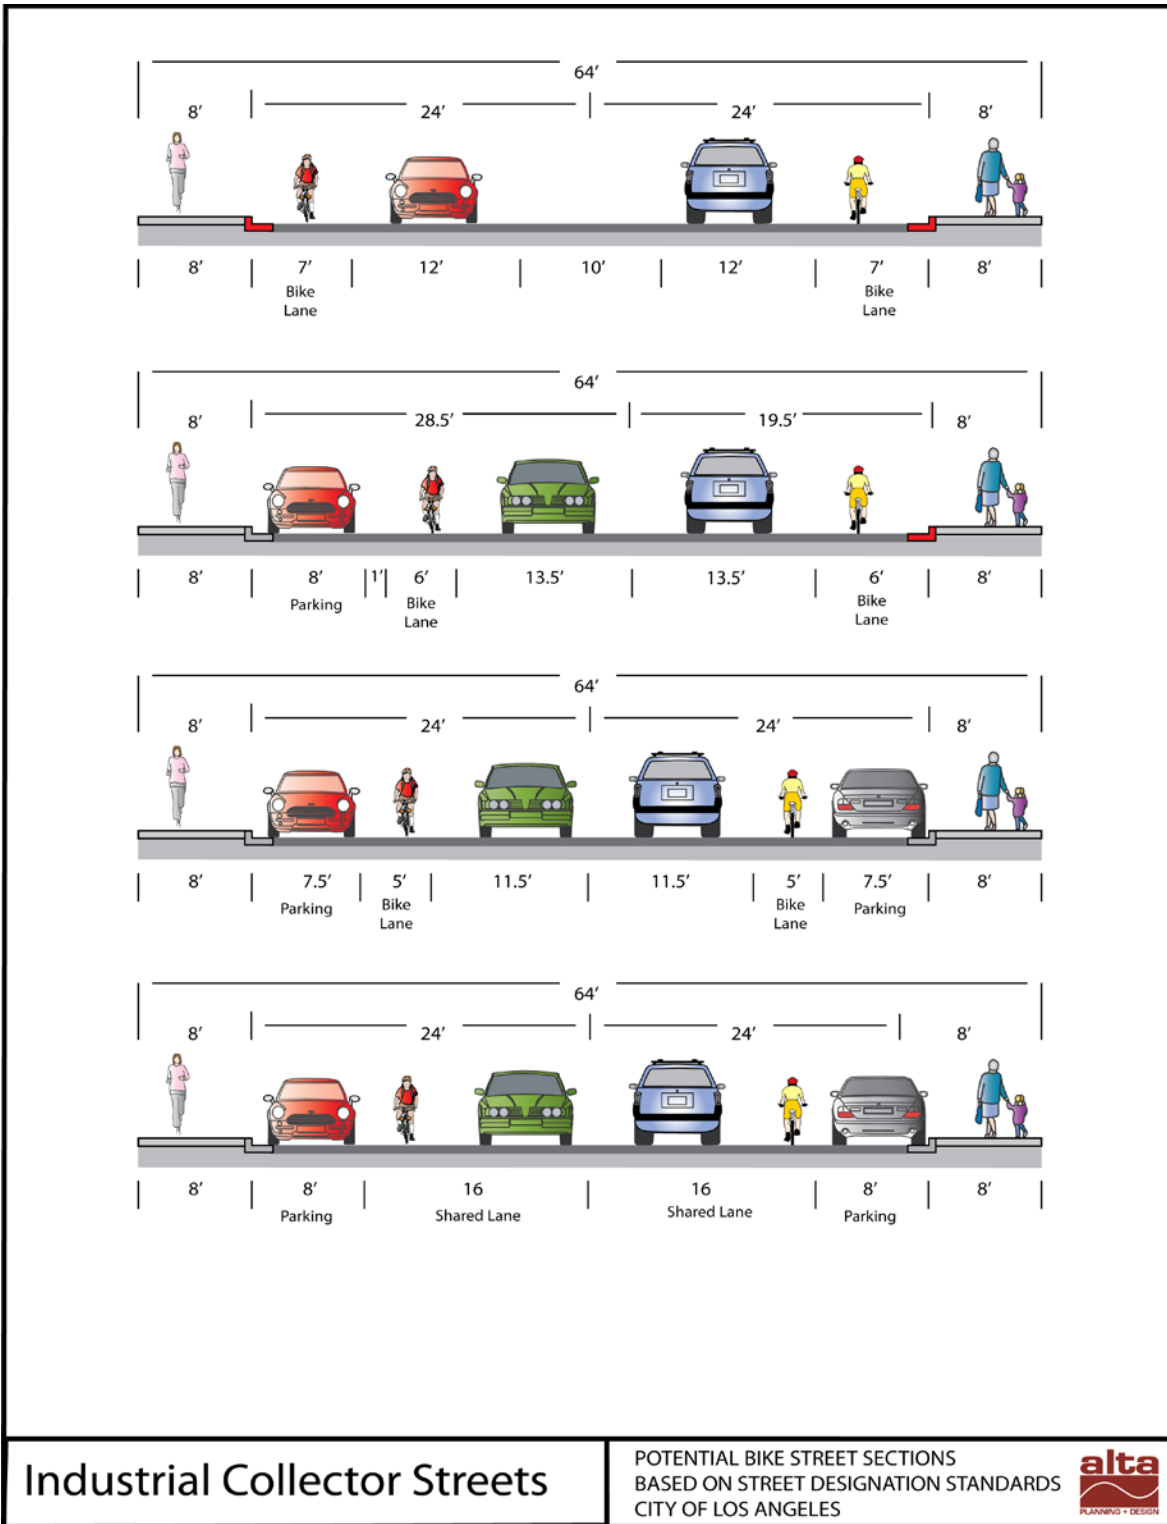 64'
8' 24' 24' 8'
8' 7' 12' 10' 12' 7' 8'
Bike Bike
Lane Lane
64'
8' 28.5' 19.5' 8'
8' 8' 1' 6' 13.5' 13.5' 6' 8'
Parking Bike Bike
Lane Lane
64'
8' 24' 24' 8'
8' 7.5' 5' 11.5' 11.5' 5' 7.5' 8'
Parking Bike Bike Parking
Lane Lane
64'
8' 24' 24' 8'
8' 8' 16 16 8' 8'
Parking Shared Lane Shared Lane Parking
Industrial Collector Streets
POTENTIAL BIKE STREET SECTIONS
BASED ON STREET DESIGNATION STANDARDS
CITY OF LOS ANGELES
alta
PLANNING + DESIGN